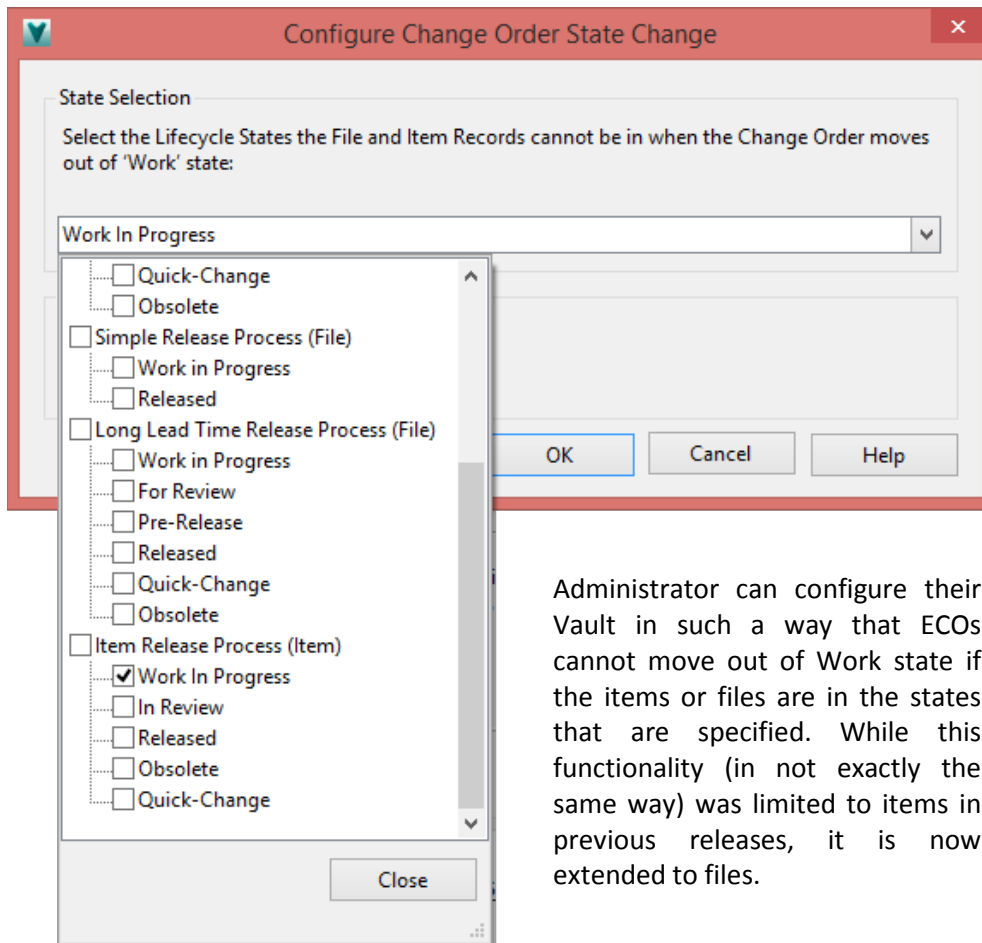 Configure Change Order State Change
State Selection
Select the Lifecycle States the File and Item Records cannot be in when the Change Order moves
out of 'Work' state:
Work In Progress
Quick-Change
Obsolete
Simple Release Process (File)
Work in Progress
Released
Long Lead Time Release Process (File)
Work in Progress
For Review
Pre-Release
Released
Quick-Change
Obsolete
Item Release Process (Item)
Work In Progress
In Review
Released
Obsolete
Quick-Change
Close
OK Cancel Help
Administrator can configure their
Vault in such a way that ECOs
cannot move out of Work state if
the items or files are in the states
that are specified. While this
functionality (in not exactly the
same way) was limited to items in
previous releases, it is now
extended to files.